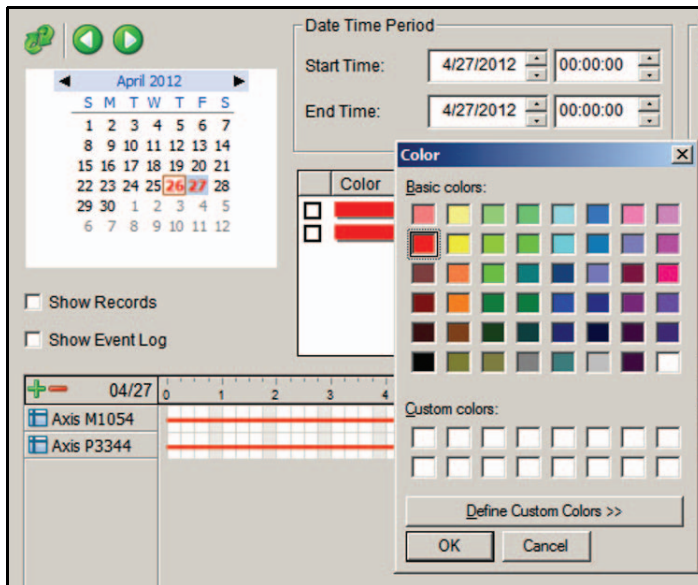 Date Time Period
Start Time: 4/27/2012 00:00:00
End Time: 4/27/2012 00:00:00
April 2012
S M T W T F S
1 2 3 4 5 6 7
8 9 10 11 12 13 14
15 16 17 18 19 20 21
22 23 24 25 26 27 28
29 30 1 2 3 4 5
6 7 8 9 10 11 12
Show Records
Show Event Log
Color
Color
Basic colors:
Custom colors:
Define Custom Colors >>
OK Cancel
04/27 0 1 2 3 4
Axis M1054
Axis P3344